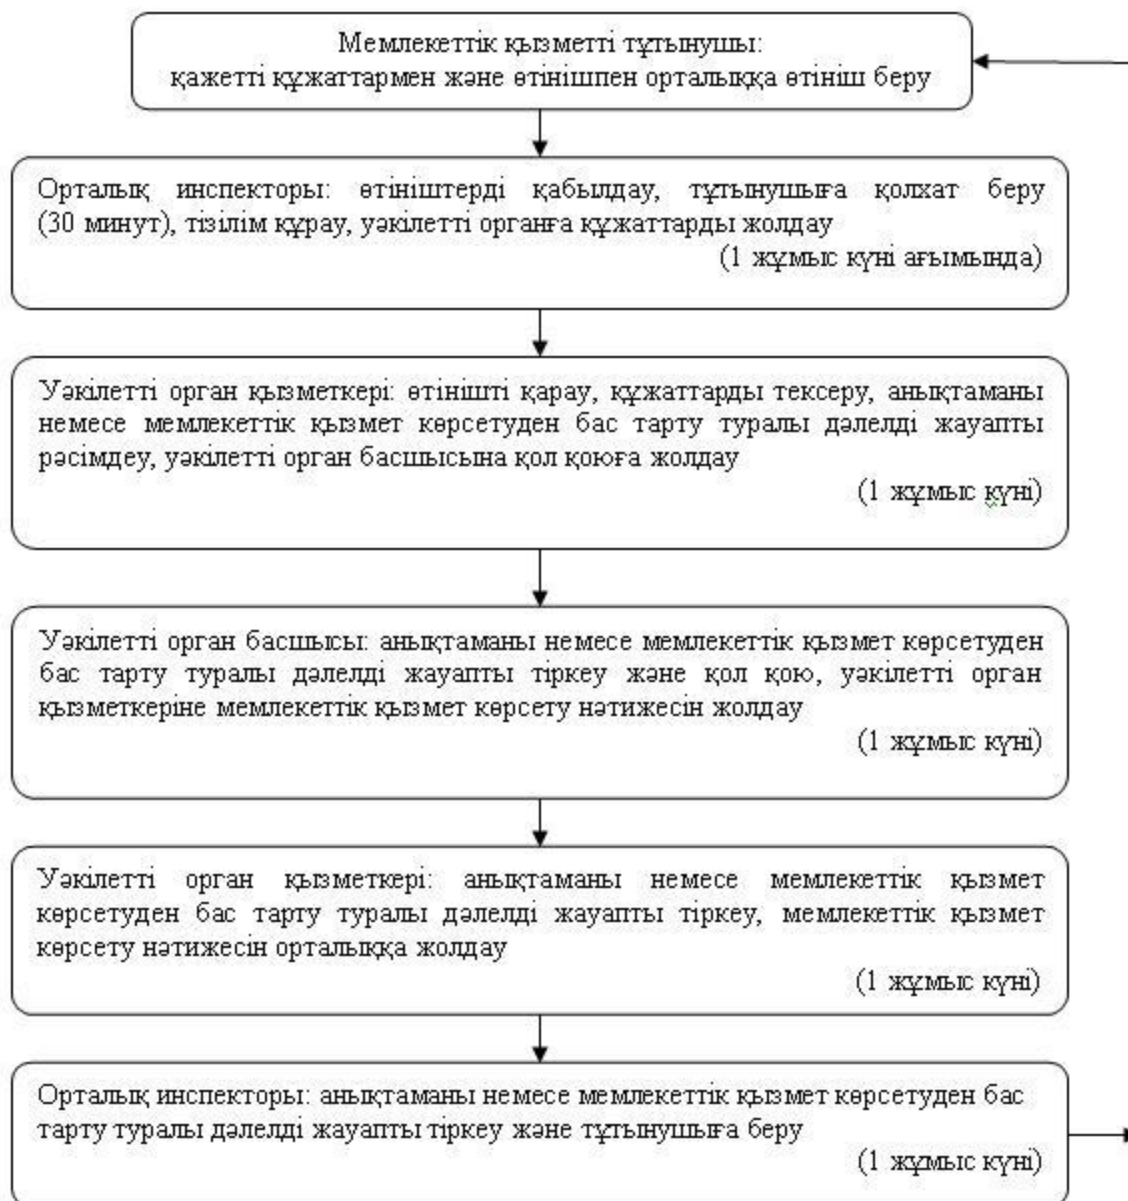 Мемлекеттік қызметті тұтынушы:
қажетті құжаттармен және өтінішпен орталыққа өтініш беру
Орталық инспекторы: өтініштерді қабылдау, тұтынушыға қолхат беру
(30 минут), тізілім құрау, уәкілетті органға құжаттарды жолдау
(1 жұмыс күні ағымында)
Уәкілетті орган қызметкері: өтінішті қарау, құжаттарды тексеру, анықтаманы
немесе мемлекеттік қызмет көрсетуден бас тарту туралы дәлелді жауапты
рәсімдеу, уәкілетті орган басшысына қол қоюға жолдау
(1 жұмыс күні)
Уәкілетті орган басшысы: анықтаманы немесе мемлекеттік қызмет көрсетуден
бас тарту туралы дәлелді жауапты тіркеу және қол қою, уәкілетті орган
қызметкеріне мемлекеттік қызмет көрсету нәтижесін жолдау
(1 жұмыс күні)
Уәкілетті орган қызметкері: анықтаманы немесе мемлекеттік қызмет
көрсетуден бас тарту туралы дәлелді жауапты тіркеу, мемлекеттік қызмет
көрсету нәтижесін орталыққа жолдау
(1 жұмыс күні)
Орталық инспекторы: анықтаманы немесе мемлекеттік қызмет көрсетуден бас
тарту туралы дәлелді жауапты тіркеу және тұтынушыға беру
(1 жұмыс күні)